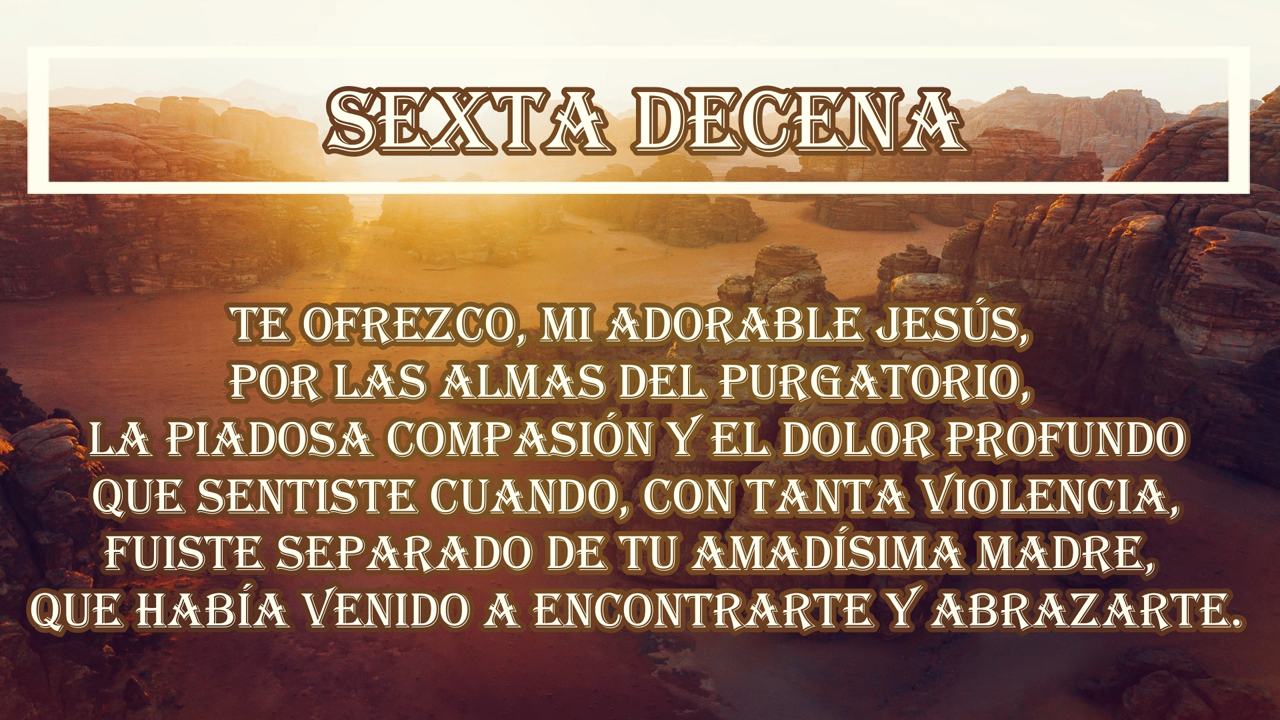 SEXTA DECENA
TE OFREZCO, MI ADORABLE JESÚS,
POR LAS ALMAS DEL PURGATORIO,
LA PIADOSA COMPASIÓN Y EL DOLOR PROFUNDO
QUE SENTISTE CUANDO, CON TANTA VIOLENCIA,
FUISTE SEPARADO DE TU AMADÍSIMA MADRE,
QUE HABÍA VENIDO A ENCONTRARTE Y ABRAZARTE.